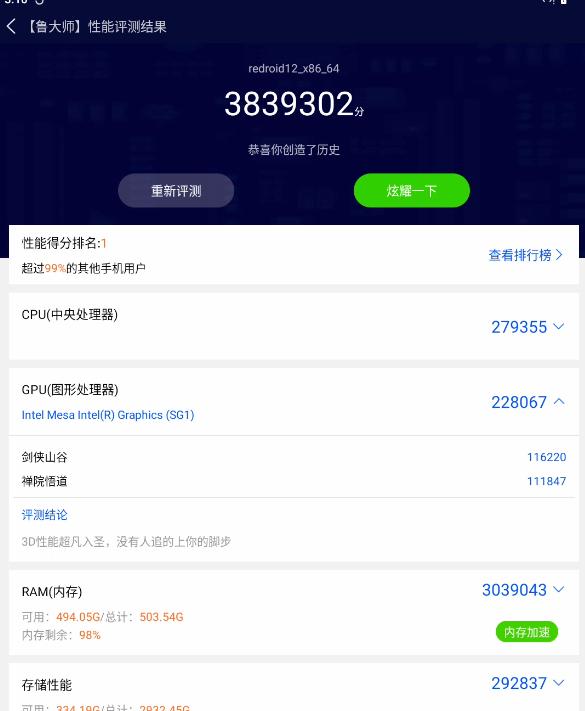 【鲁大师】性能评测结果
redroid12_x86_64
3839302分
恭喜你创造了历史
重新评测
炫耀一下
性能得分排名:1
超过99%的其他手机用户
查看排行榜
CPU(中央处理器)
279355
GPU(图形处理器)
Intel Mesa Intel(R) Graphics (SG1)
228067
剑侠山谷 116220
禅院悟道 111847
评测结论
3D性能超凡入圣，没有人追的上你的脚步
RAM(内存)
3039043
可用：494.05G/总计：503.54G
内存剩余：98%
内存加速
存储性能
292837
可用：334.19G/总计：2932.45G